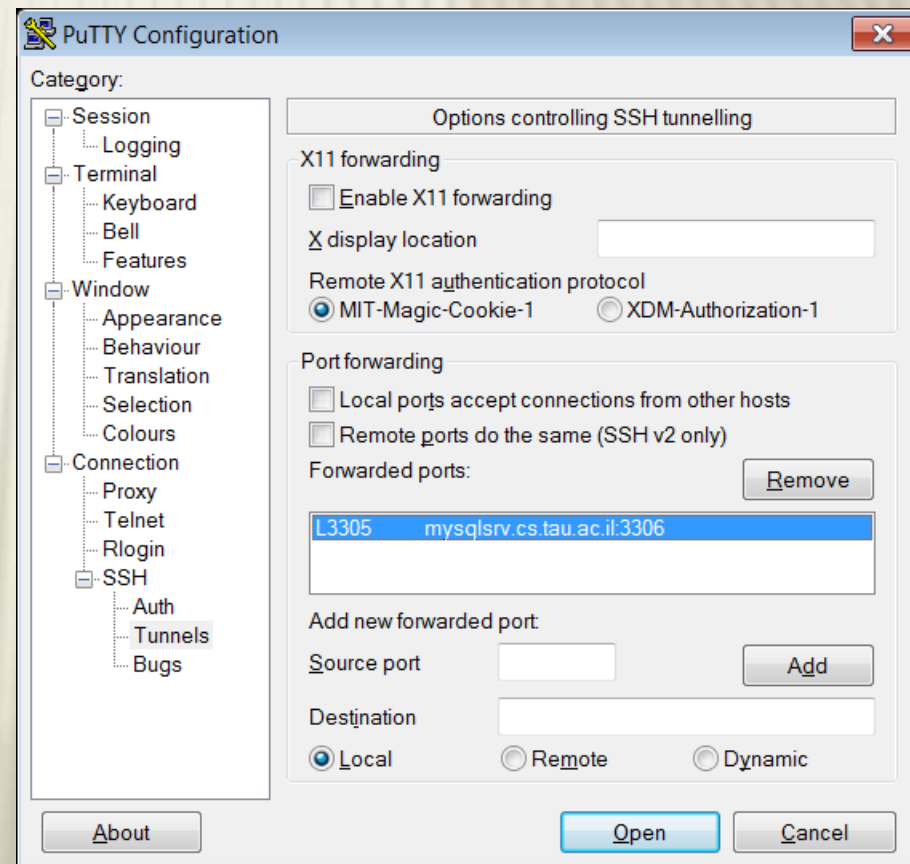 PuTTY Configuration
Category:
Session
Logging
Terminal
Keyboard
Bell
Features
Window
Appearance
Behaviour
Translation
Selection
Colours
Connection
Proxy
Telnet
Rlogin
SSH
Auth
Tunnels
Bugs
Options controlling SSH tunnelling
X11 forwarding
Enable X11 forwarding
X display location
Remote X11 authentication protocol
MIT-Magic-Cookie-1 XDM-Authorization-1
Port forwarding
Local ports accept connections from other hosts
Remote ports do the same (SSH v2 only)
Forwarded ports: Remove
L3305 mysqlsrv.cs.tau.ac.il:3306
Add new forwarded port:
Source port Add
Destination
Local Remote Dynamic
About Open Cancel